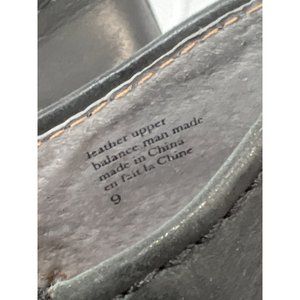 leather upper
balance man made
made in China
en fait la Chine
9